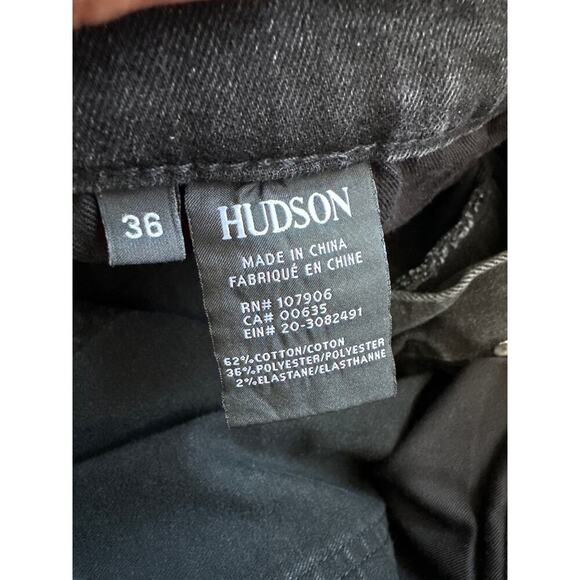 36
HUDSON
MADE IN CHINA
FABRIQUÉ EN CHINE
RN# 107906
CA# 00635
EIN# 20-3082491
62%COTTON/COTON
36%POLYESTER/POLYESTER
2%ELASTANE/ELASTHANNE